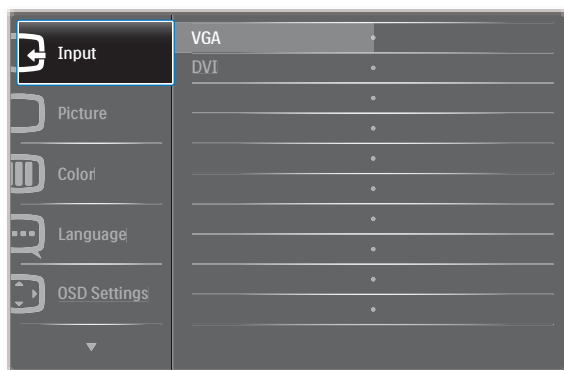 Input
Picture
Color
Language
OSD Settings
VGA
DVI